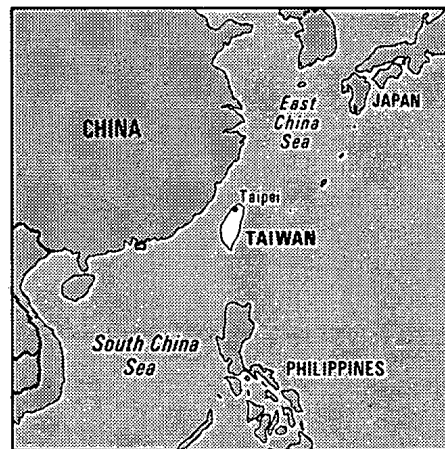 East
China
Sea
JAPAN
CHINA
Taipei
TAIWAN
South China
Sea
PHILIPPINES